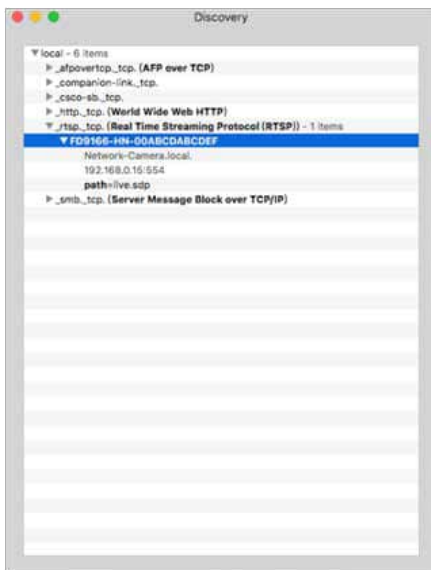 Discovery
local - 6 items
_afpovertcp._tcp. (AFP over TCP)
_companion-link._tcp.
_csco-sb._tcp.
_http._tcp. (World Wide Web HTTP)
_rtsp._tcp. (Real Time Streaming Protocol (RTSP)) - 1 items
FD9166-HN-00ABCDABCDEF
Network-Camera.local.
192.168.0.15:554
path=live.sdp
_smb._tcp. (Server Message Block over TCP/IP)